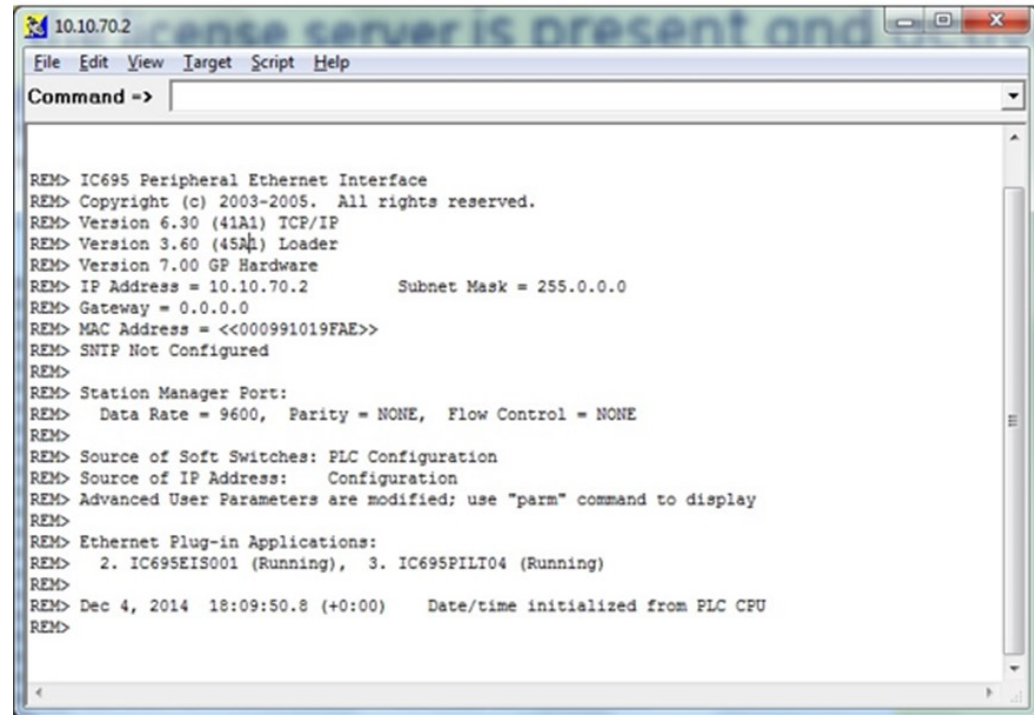 license server is present and
10.10.70.2
File Edit View Target Script Help
Command =>
REM> IC695 Peripheral Ethernet Interface
REM> Copyright (c) 2003-2005.  All rights reserved.
REM> Version 6.30 (41A1) TCP/IP
REM> Version 3.60 (45A1) Loader
REM> Version 7.00 GP Hardware
REM> IP Address = 10.10.70.2          Subnet Mask = 255.0.0.0
REM> Gateway = 0.0.0.0
REM> MAC Address = <<000991019FAE>>
REM> SNTP Not Configured
REM>
REM> Station Manager Port:
REM>   Data Rate = 9600,  Parity = NONE,  Flow Control = NONE
REM>
REM> Source of Soft Switches: PLC Configuration
REM> Source of IP Address:    Configuration
REM> Advanced User Parameters are modified; use "parm" command to display
REM>
REM> Ethernet Plug-in Applications:
REM>   2. IC695EIS001 (Running),  3. IC695PILT04 (Running)
REM>
REM> Dec 4, 2014  18:09:50.8 (+0:00)    Date/time initialized from PLC CPU
REM>